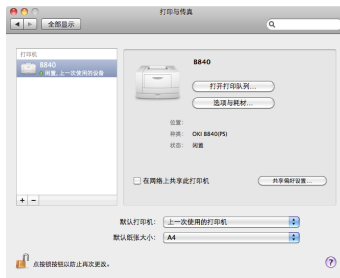 打印与传真
全部显示
打印机
B840
闲置, 上一次使用的设备
B840
打开打印队列...
选项与耗材...
位置:
种类: OKI B840(PS)
状态: 闲置
在网络上共享此打印机
共享偏好设置...
+ −
默认打印机: 上一次使用的打印机
默认纸张大小: A4
点按锁按钮以防止再次更改。
?